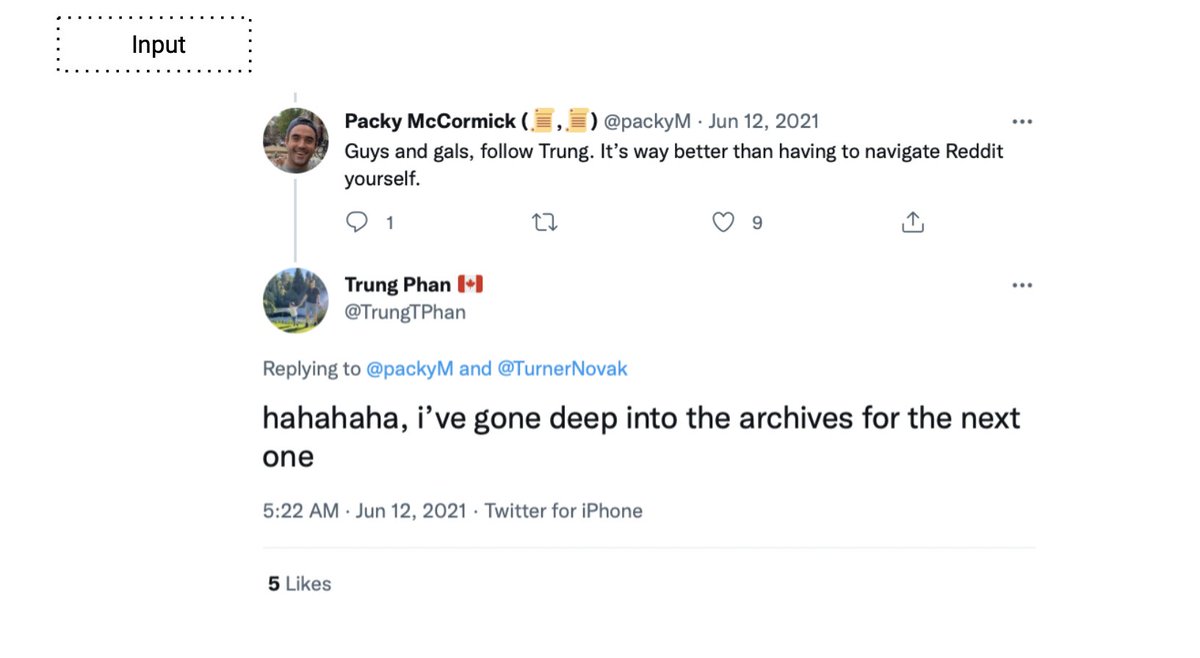 Input
Packy McCormick (📜,📜) @packyM · Jun 12, 2021
Guys and gals, follow Trung. It’s way better than having to navigate Reddit
yourself.
1 9
Trung Phan 🇨🇦
@TrungTPhan
Replying to @packyM and @TurnerNovak
hahahaha, i’ve gone deep into the archives for the next
one
5:22 AM · Jun 12, 2021 · Twitter for iPhone
5 Likes